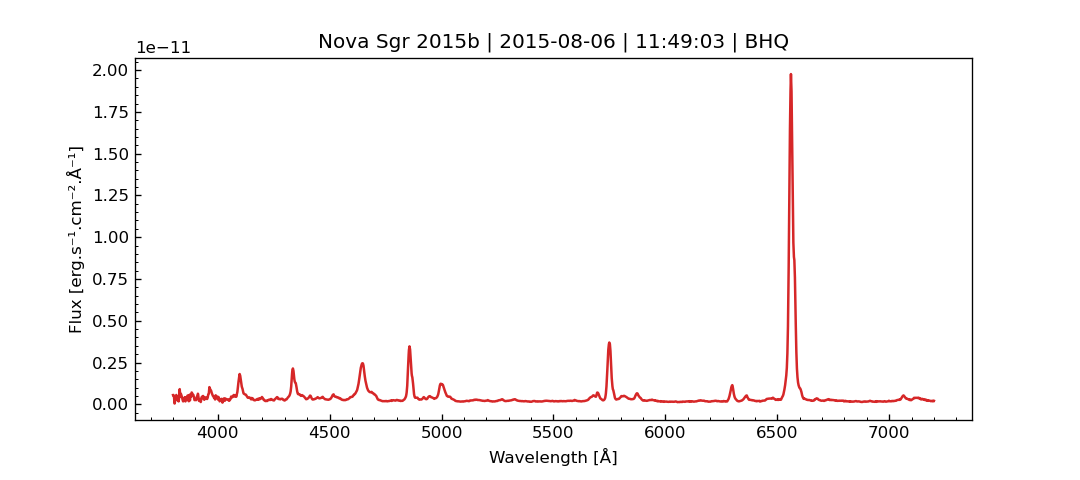 Nova Sgr 2015b | 2015-08-06 | 11:49:03 | BHQ
1e−11
2.00
1.75
1.50
1.25
1.00
0.75
0.50
0.25
0.00
Flux [erg.s⁻¹.cm⁻².Å⁻¹]
4000 4500 5000 5500 6000 6500 7000
Wavelength [Å]